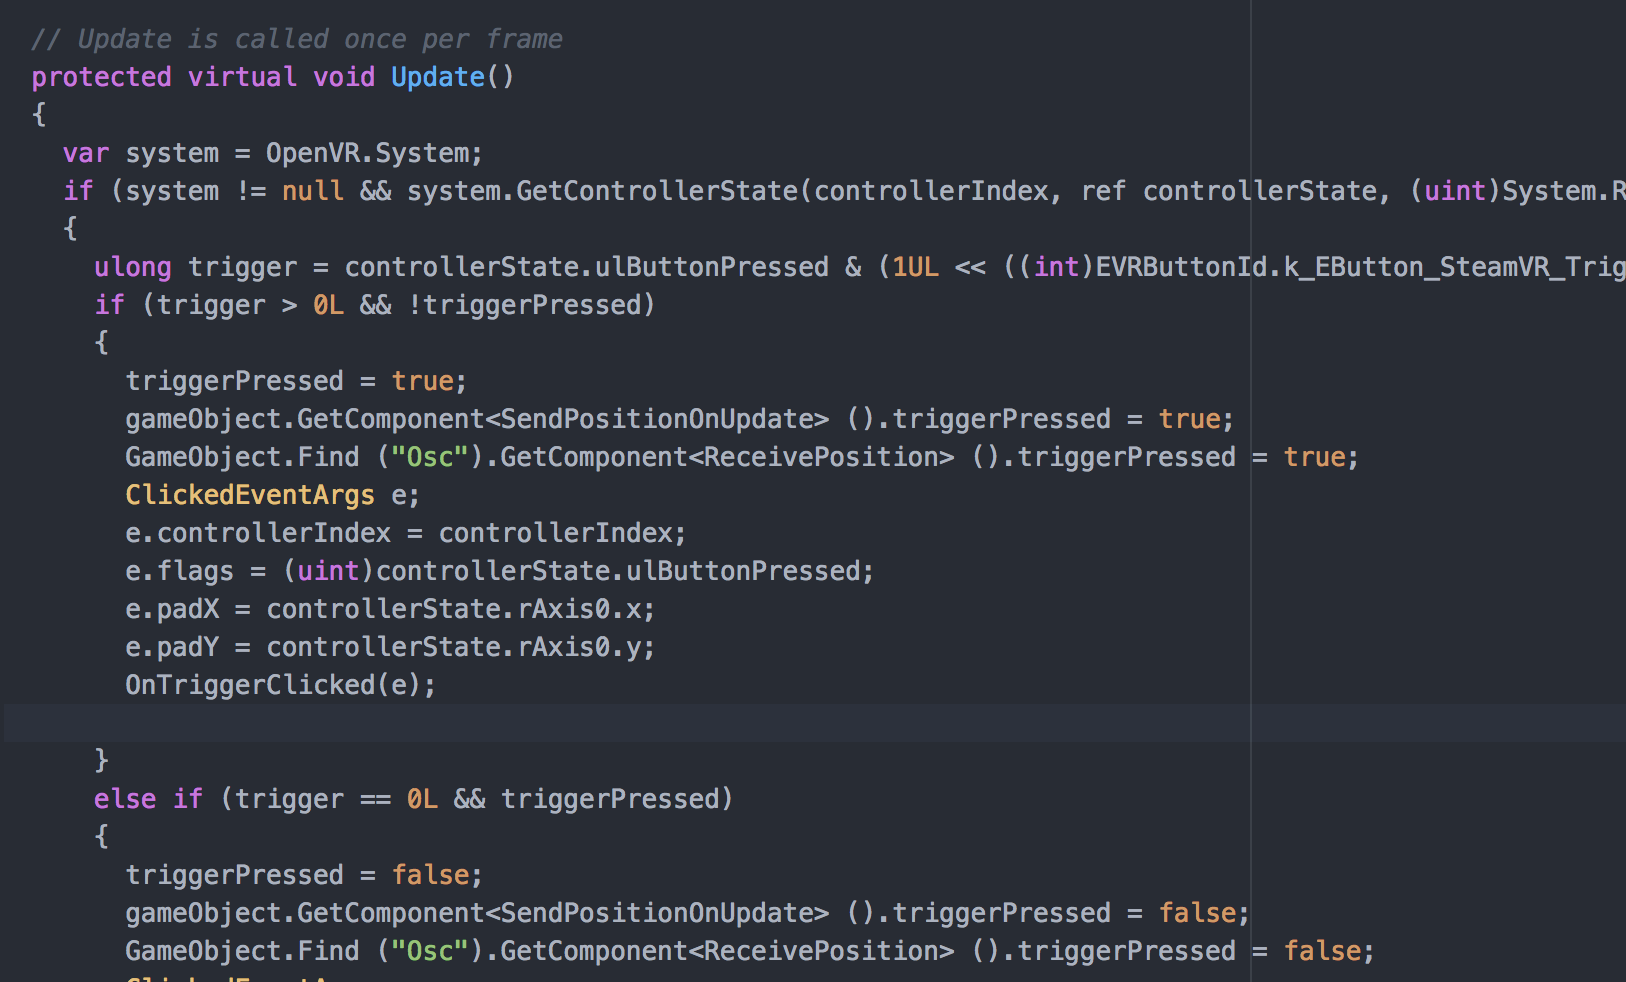 // Update is called once per frame
protected virtual void Update()
{
var system = OpenVR.System;
if (system != null && system.GetControllerState(controllerIndex, ref controllerState, (uint)System.R
{
ulong trigger = controllerState.ulButtonPressed & (1UL << ((int)EVRButtonId.k_EButton_SteamVR_Trig
if (trigger > 0L && !triggerPressed)
{
triggerPressed = true;
gameObject.GetComponent<SendPositionOnUpdate> ().triggerPressed = true;
GameObject.Find ("Osc").GetComponent<ReceivePosition> ().triggerPressed = true;
ClickedEventArgs e;
e.controllerIndex = controllerIndex;
e.flags = (uint)controllerState.ulButtonPressed;
e.padX = controllerState.rAxis0.x;
e.padY = controllerState.rAxis0.y;
OnTriggerClicked(e);
}
else if (trigger == 0L && triggerPressed)
{
triggerPressed = false;
gameObject.GetComponent<SendPositionOnUpdate> ().triggerPressed = false;
GameObject.Find ("Osc").GetComponent<ReceivePosition> ().triggerPressed = false;